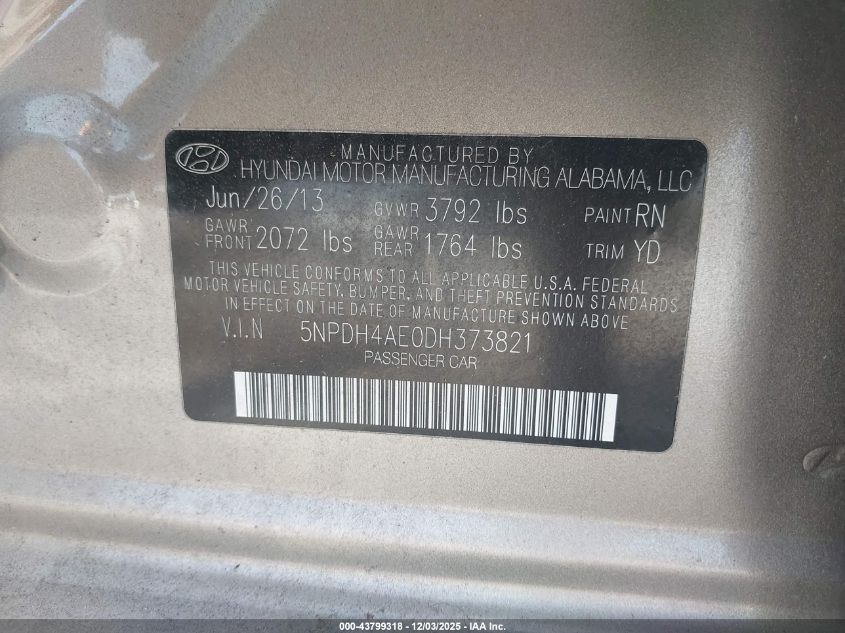 MANUFACTURED BY
HYUNDAI MOTOR MANUFACTURING ALABAMA, LLC
Jun/26/13 GVWR 3792 lbs PAINT RN
GAWR FRONT 2072 lbs GAWR REAR 1764 lbs TRIM YD
THIS VEHICLE CONFORMS TO ALL APPLICABLE U.S.A. FEDERAL
MOTOR VEHICLE SAFETY, BUMPER, AND THEFT PREVENTION STANDARDS
IN EFFECT ON THE DATE OF MANUFACTURE SHOWN ABOVE
V.I.N 5NPDH4AE0DH373821
PASSENGER CAR
000-43799318 - 12/03/2025 - IAA Inc.